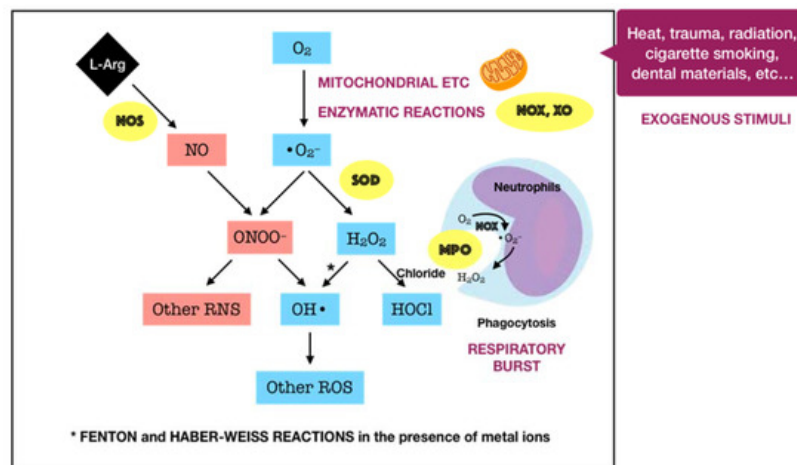 Heat, trauma, radiation,
cigarette smoking,
dental materials, etc...
EXOGENOUS STIMULI
L-Arg
O₂
MITOCHONDRIAL ETC
ENZYMATIC REACTIONS
NOX, XO
NOS
NO
•O₂⁻
SOD
Neutrophils
O₂
NOX
•O₂⁻
MPO
H₂O₂
ONOO⁻
H₂O₂
*
Chloride
Other RNS
OH•
HOCl
Phagocytosis
RESPIRATORY
BURST
Other ROS
* FENTON and HABER-WEISS REACTIONS in the presence of metal ions